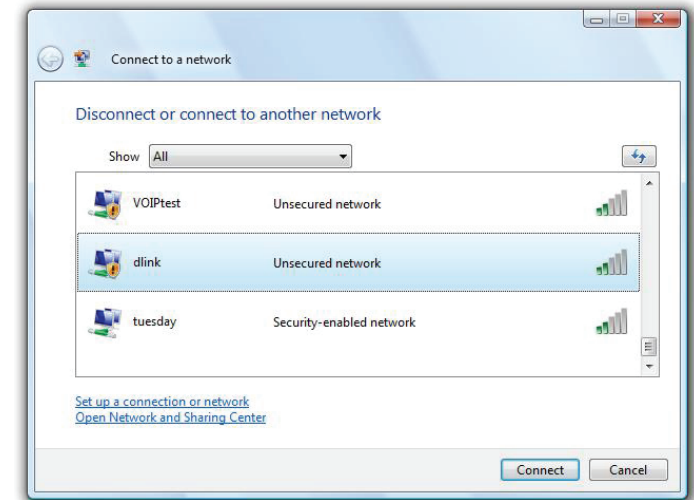 Connect to a network
Disconnect or connect to another network
Show All
VOIPtest Unsecured network
dlink Unsecured network
tuesday Security-enabled network
Set up a connection or network
Open Network and Sharing Center
Connect Cancel